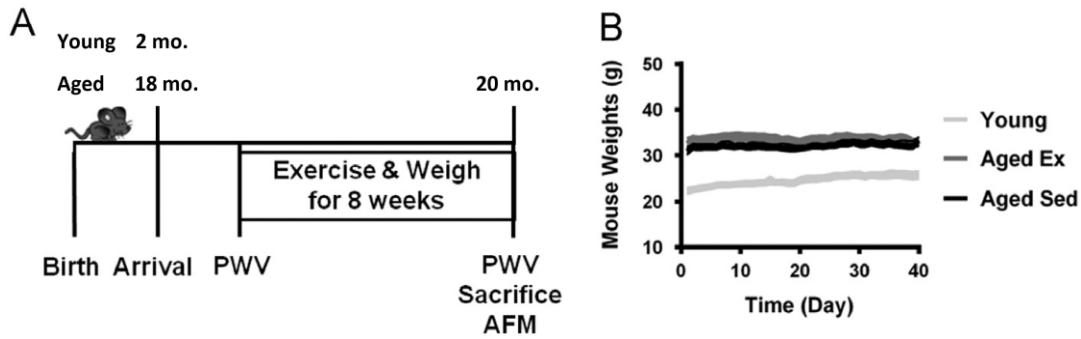 A
Young 2 mo.
Aged 18 mo.
20 mo.
Exercise & Weigh
for 8 weeks
Birth Arrival PWV
PWV
Sacrifice
AFM
B
Mouse Weights (g)
50
40
30
20
10
0 10 20 30 40
Time (Day)
Young
Aged Ex
Aged Sed